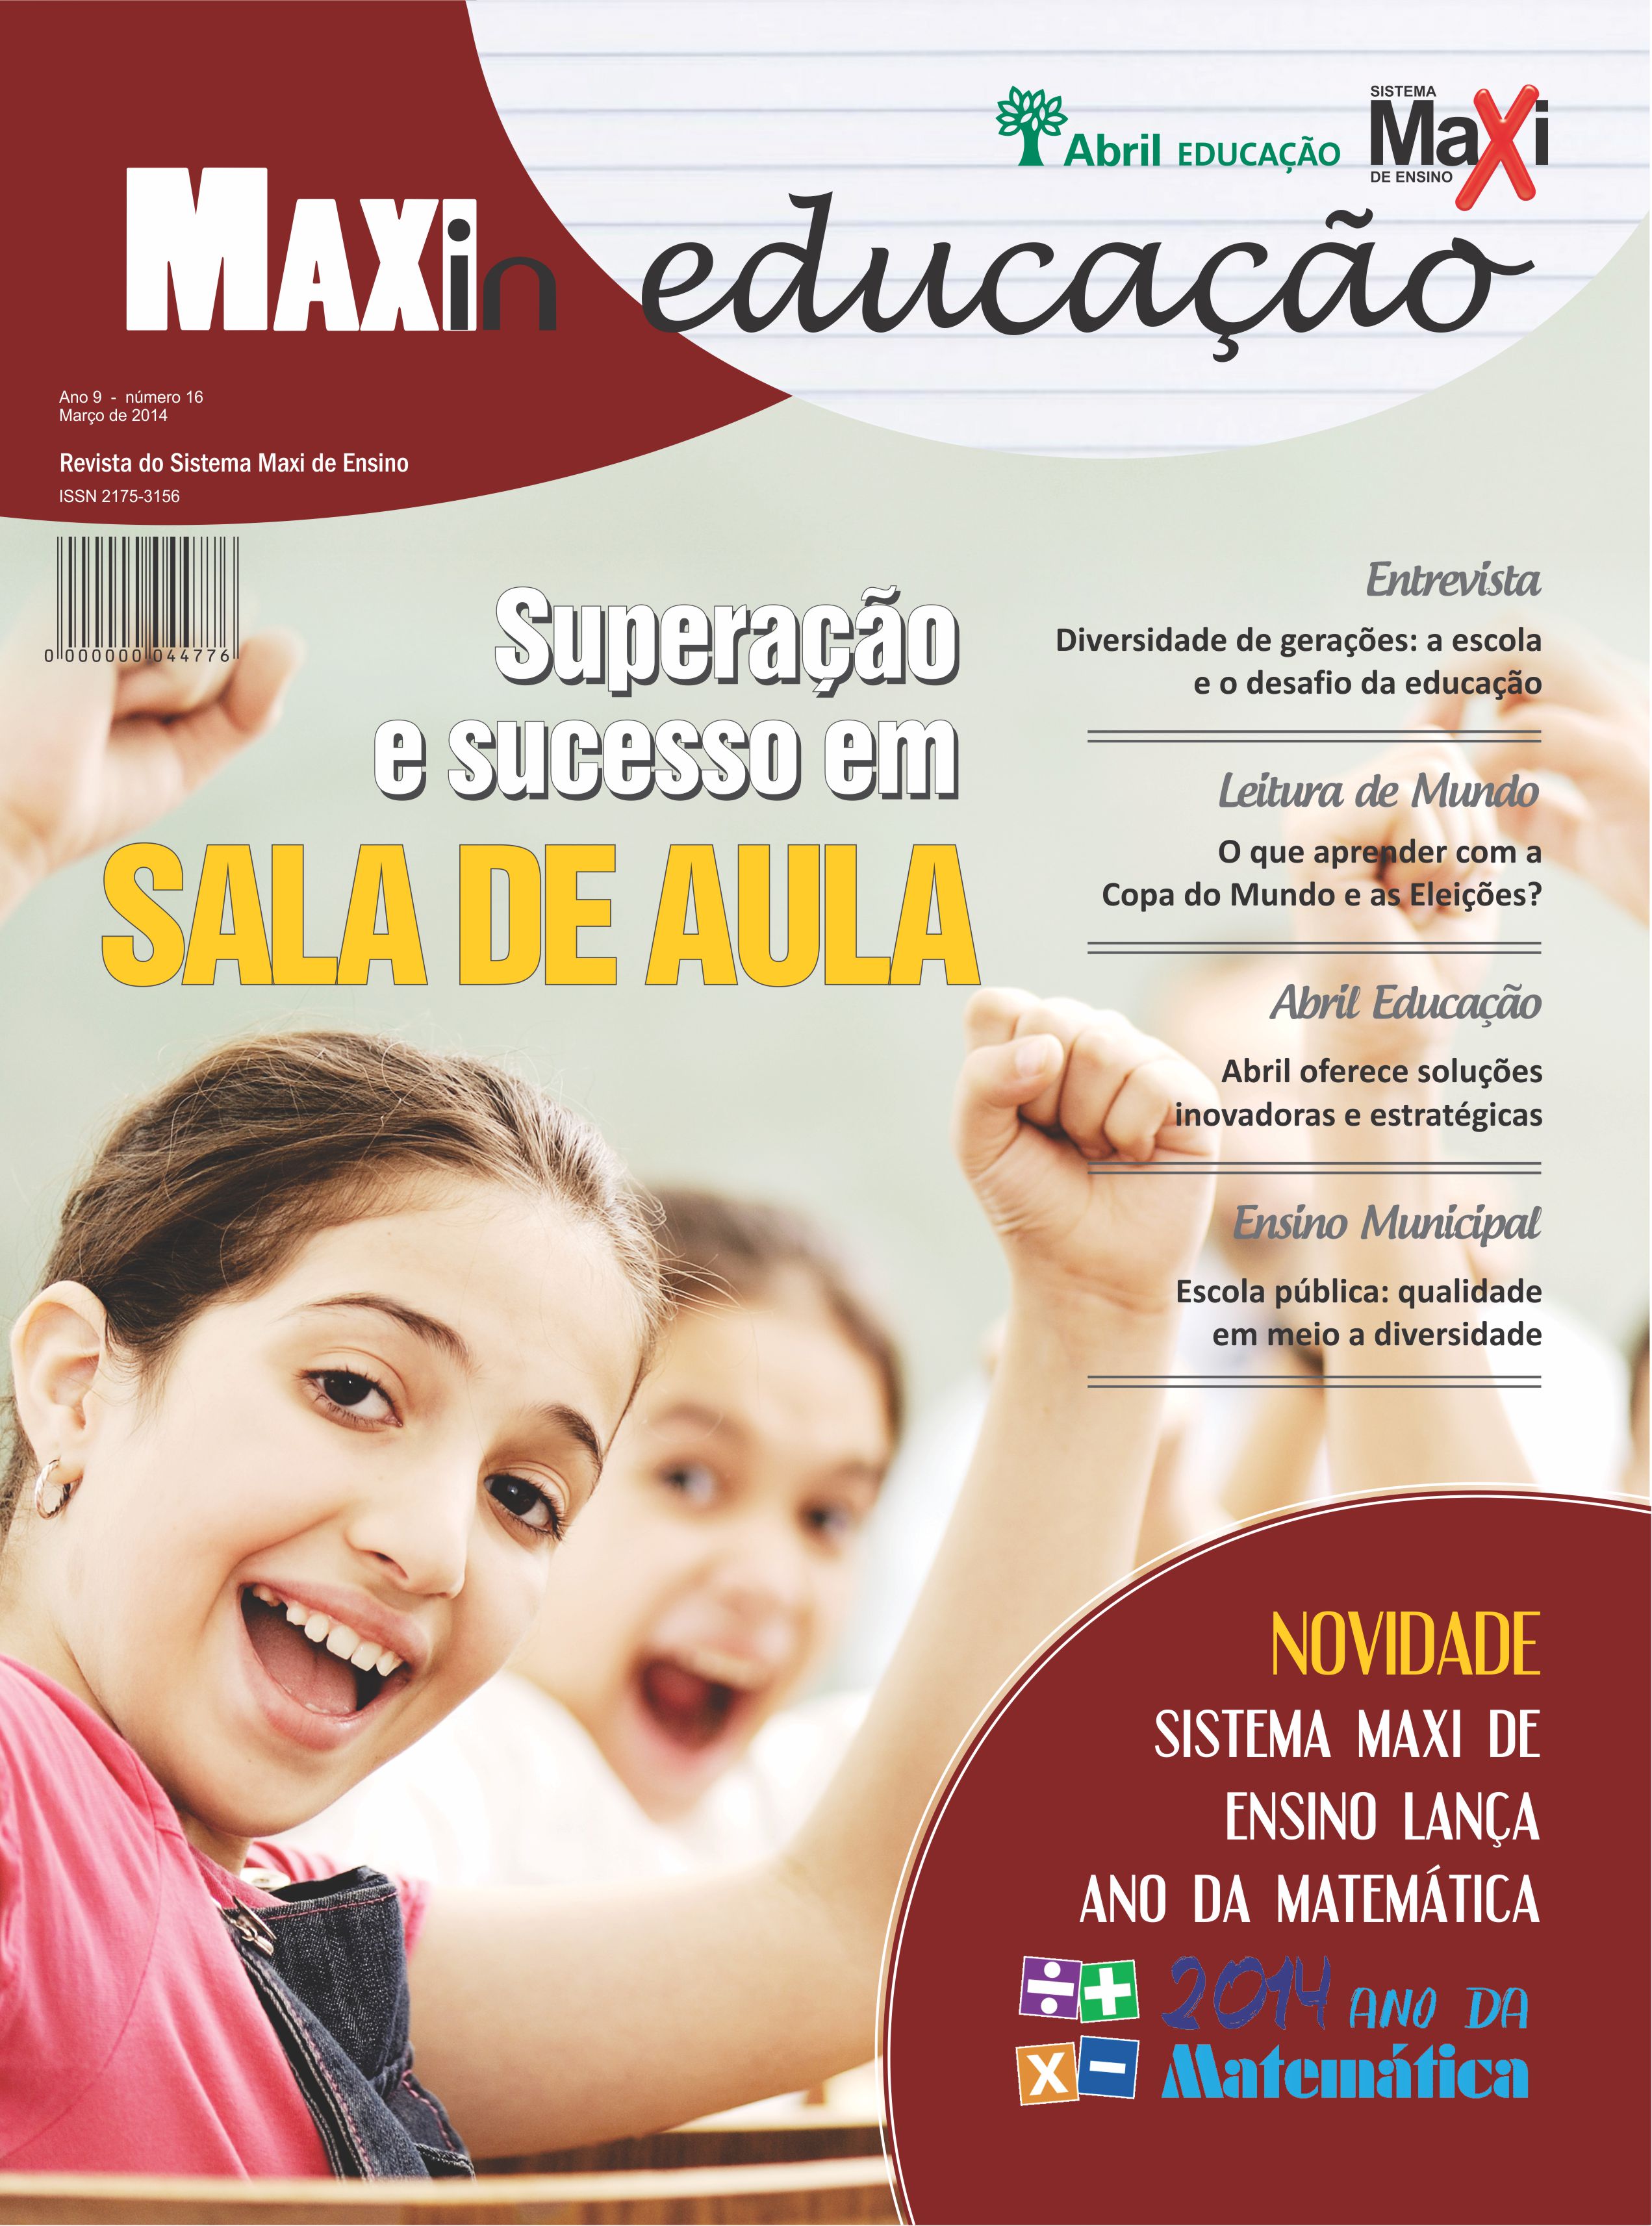 Abril EDUCAÇÃO
SISTEMA
MaXi
DE ENSINO
MAXin educação
Ano 9 - número 16
Março de 2014
Revista do Sistema Maxi de Ensino
ISSN 2175-3156
0 000000 044776
Superação
e sucesso em
SALA DE AULA
Entrevista
Diversidade de gerações: a escola
e o desafio da educação
Leitura de Mundo
O que aprender com a
Copa do Mundo e as Eleições?
Abril Educação
Abril oferece soluções
inovadoras e estratégicas
Ensino Municipal
Escola pública: qualidade
em meio a diversidade
NOVIDADE
SISTEMA MAXI DE
ENSINO LANÇA
ANO DA MATEMÁTICA
÷ +
2014 ANO DA
x −
Matemática